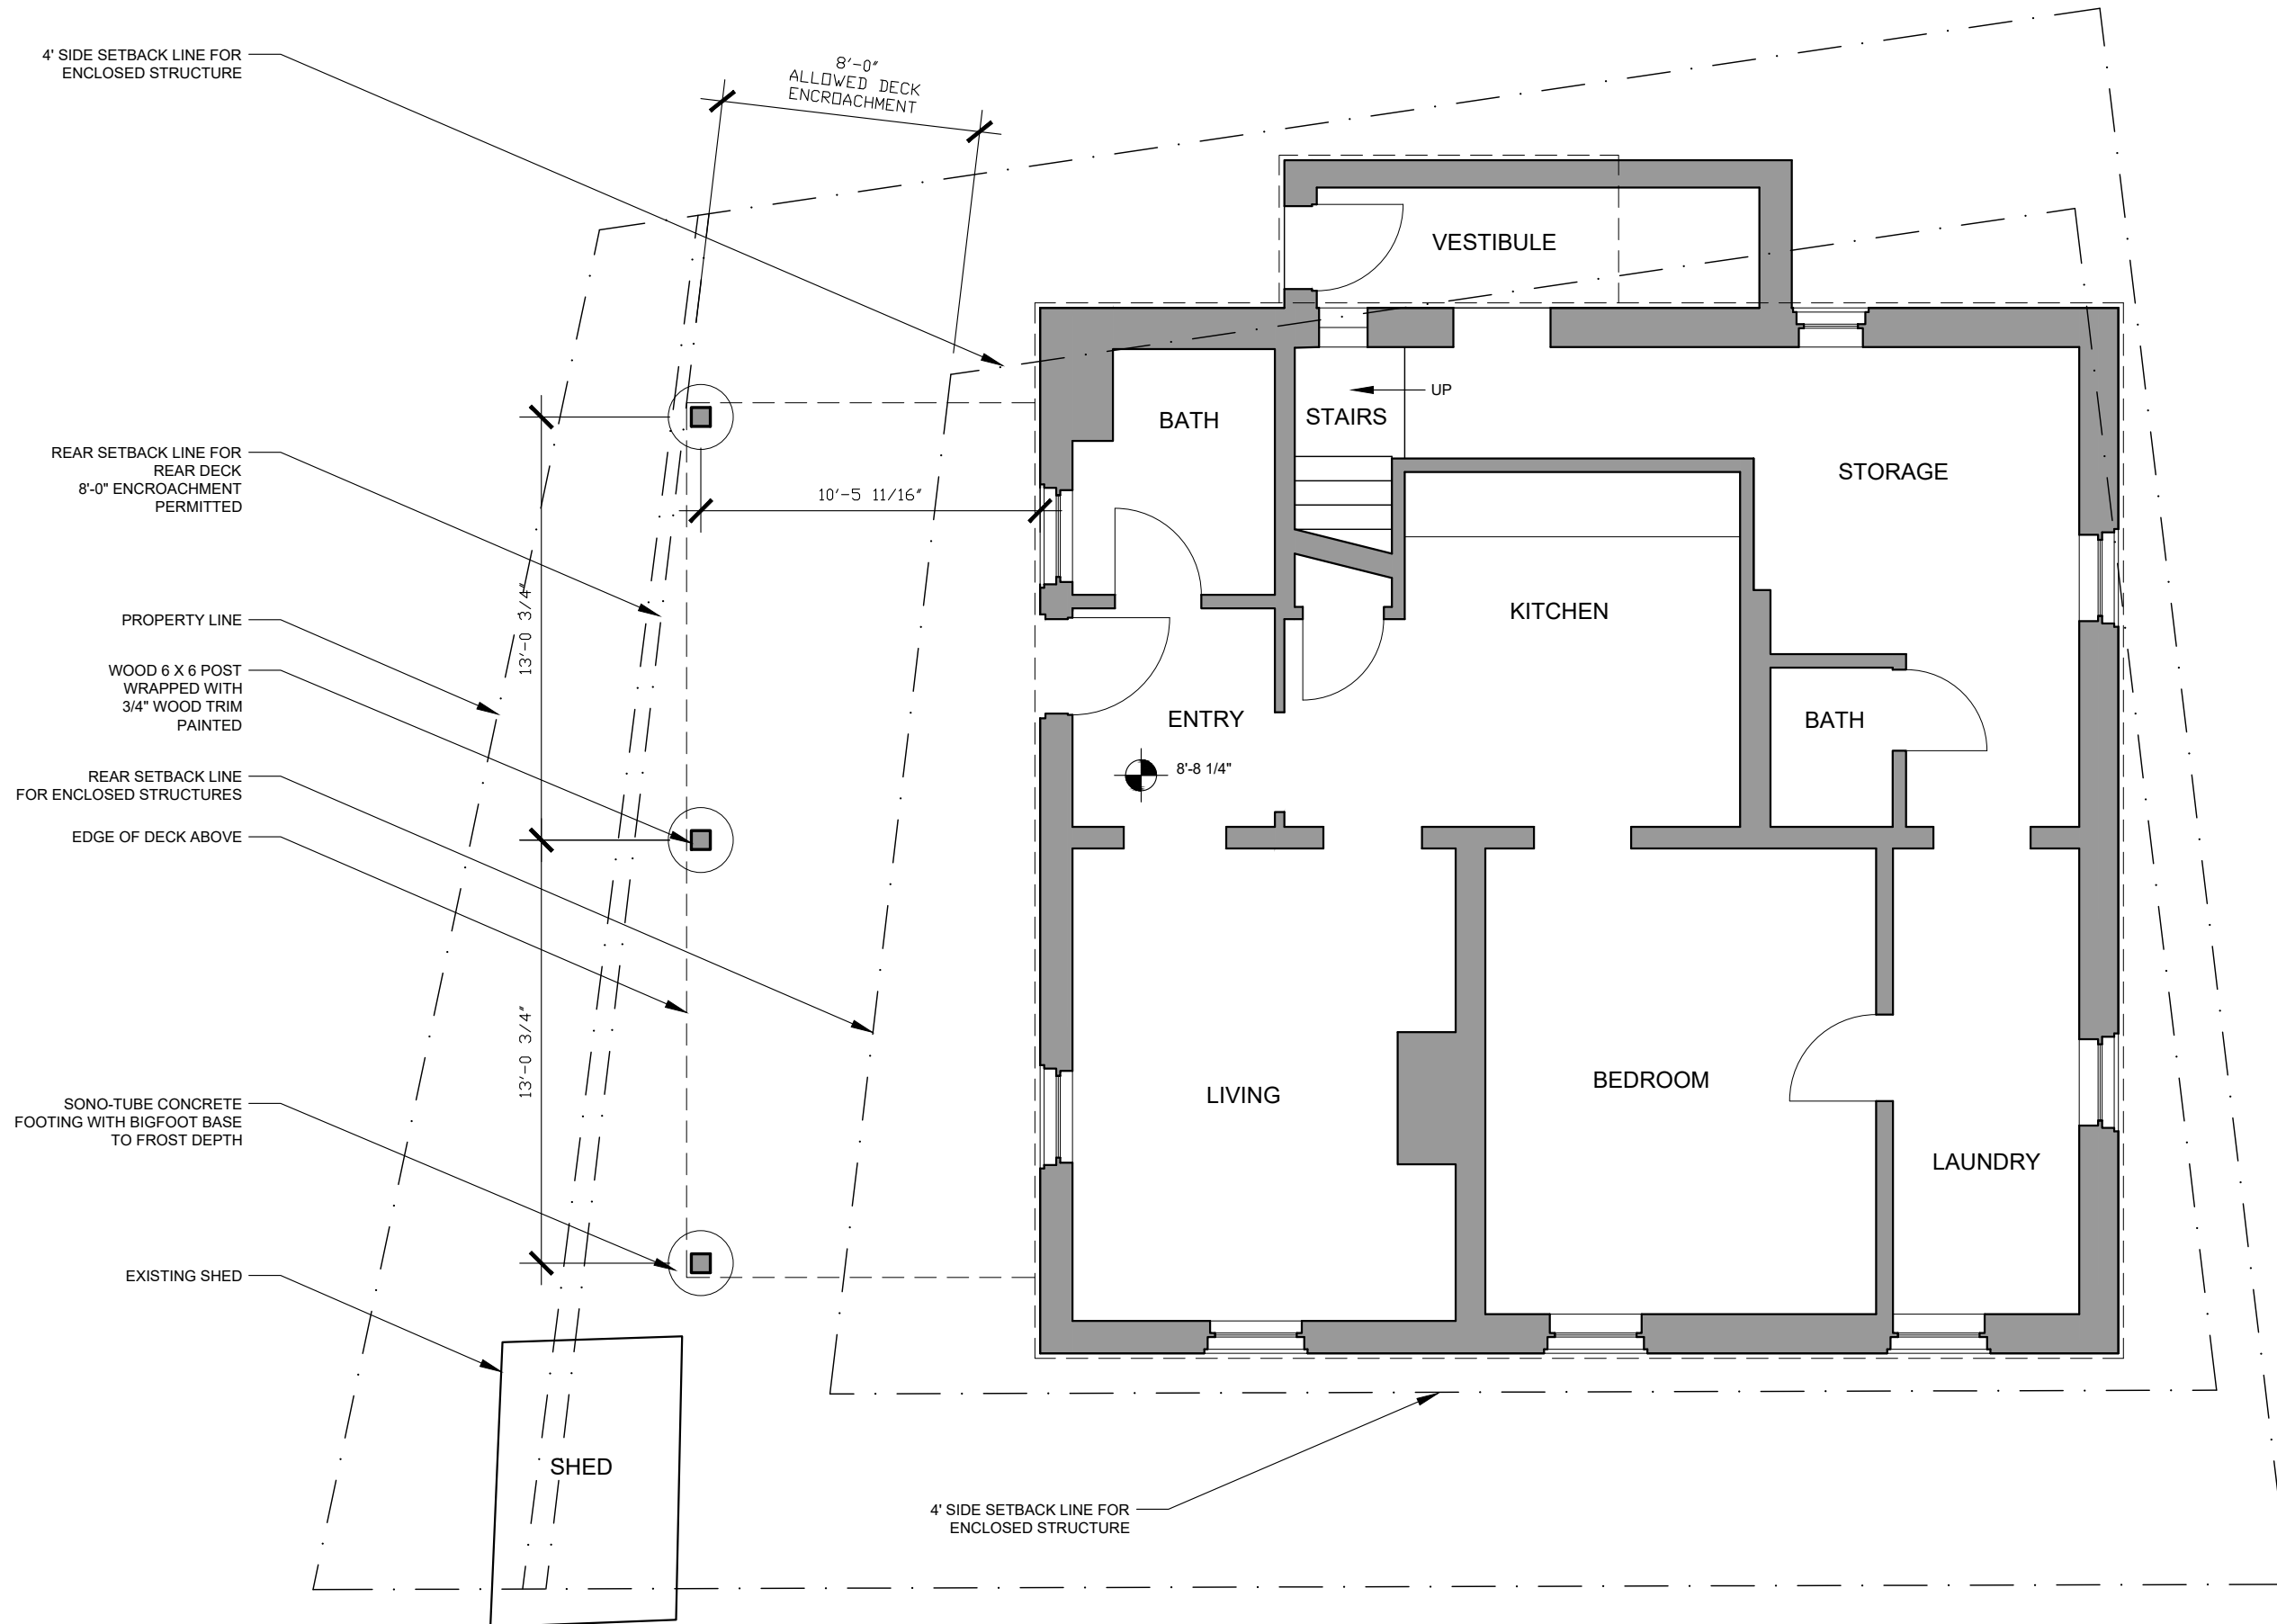 4' SIDE SETBACK LINE FOR
ENCLOSED STRUCTURE
8'-0"
ALLOWED DECK
ENCROACHMENT
VESTIBULE
UP
BATH
STAIRS
STORAGE
REAR SETBACK LINE FOR
REAR DECK
8'-0" ENCROACHMENT
PERMITTED
10'-5 11/16"
13'-0 3/4"
KITCHEN
PROPERTY LINE
WOOD 6 X 6 POST
WRAPPED WITH
3/4" WOOD TRIM
PAINTED
ENTRY
BATH
8'-8 1/4"
REAR SETBACK LINE
FOR ENCLOSED STRUCTURES
EDGE OF DECK ABOVE
13'-0 3/4"
LIVING
BEDROOM
LAUNDRY
SONO-TUBE CONCRETE
FOOTING WITH BIGFOOT BASE
TO FROST DEPTH
EXISTING SHED
SHED
4' SIDE SETBACK LINE FOR
ENCLOSED STRUCTURE